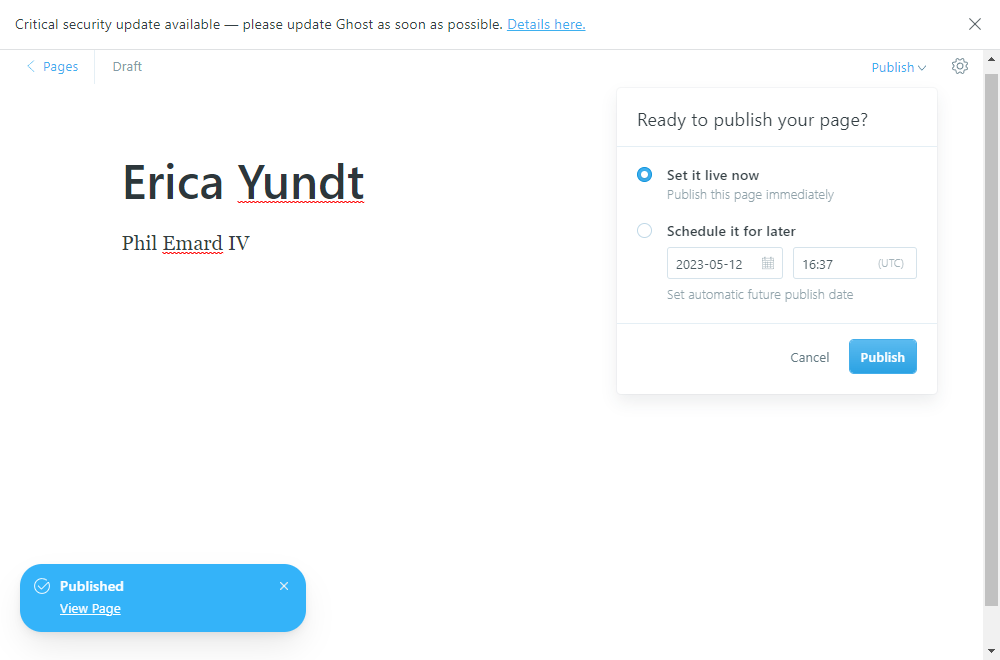 Critical security update available — please update Ghost as soon as possible. Details here.
Pages
Draft
Publish
Ready to publish your page?
Erica Yundt
Set it live now
Publish this page immediately
Schedule it for later
Phil Emard IV
2023-05-12
16:37
(UTC)
Set automatic future publish date
Cancel
Publish
Published
View Page